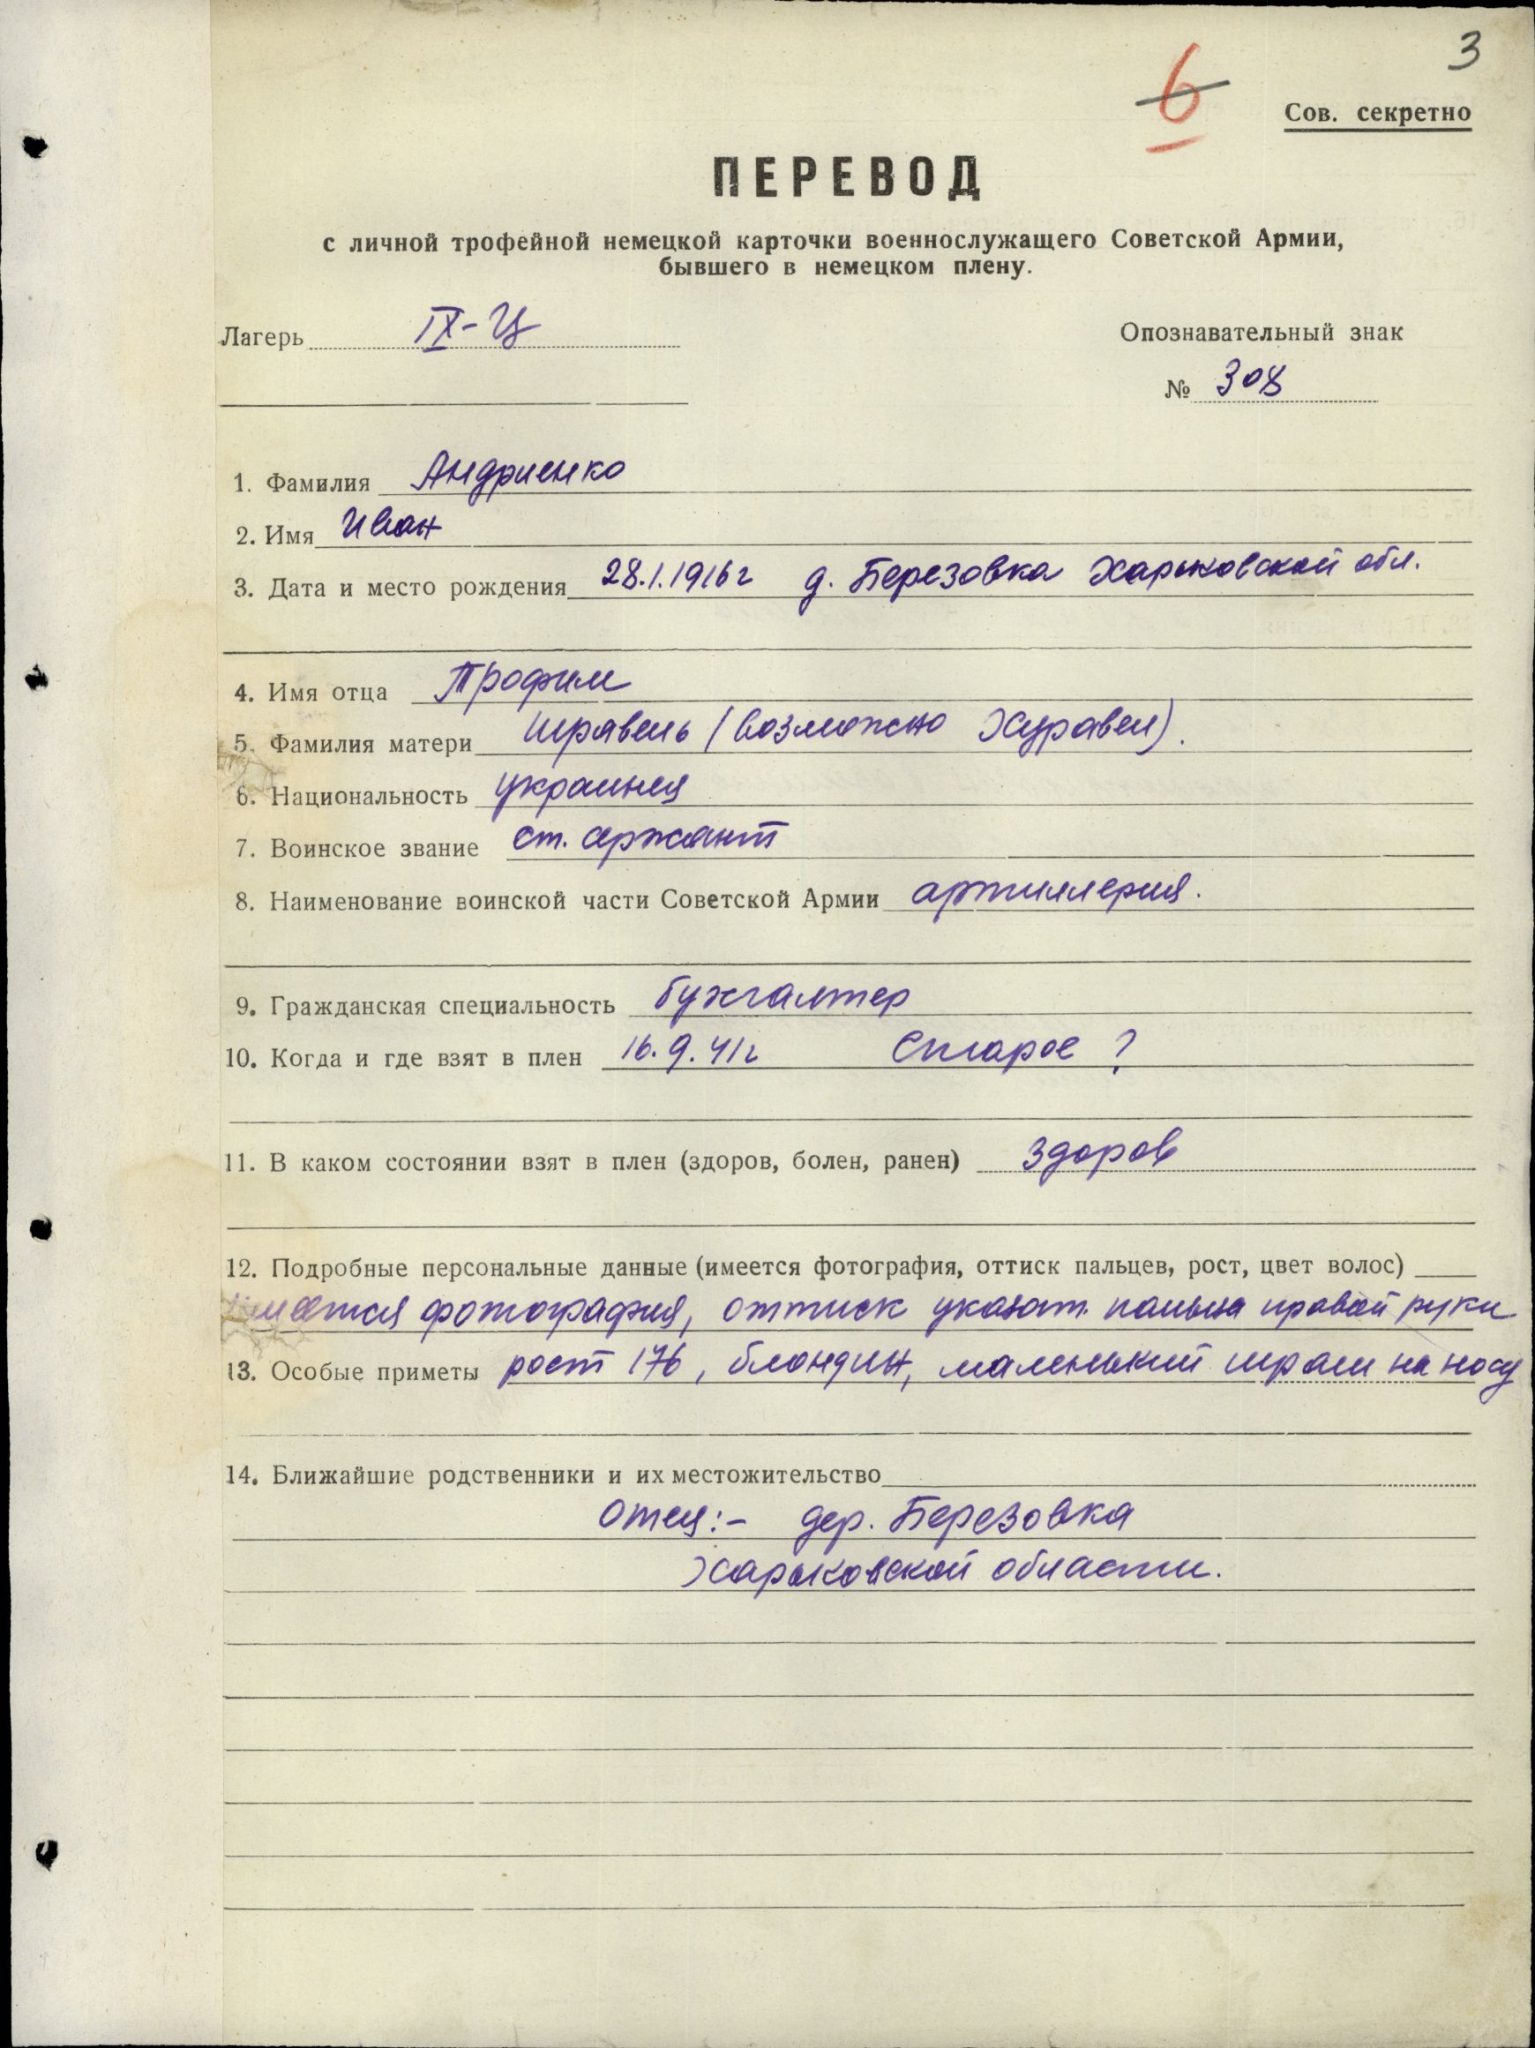 3
6
Сов. секретно
ПЕРЕВОД
с личной трофейной немецкой карточки военнослужащего Советской Армии,
бывшего в немецком плену.
Лагерь IX-Ц
Опознавательный знак
№ 308
1. Фамилия Андриенко
2. Имя Иван
3. Дата и место рождения 28.1.1916г д. Березовка Харьковской обл.
4. Имя отца Трофим
5. Фамилия матери Шравель (возможно Журавел).
6. Национальность украинец
7. Воинское звание ст. сержант
8. Наименование воинской части Советской Армии артиллерия.
9. Гражданская специальность бухгалтер
10. Когда и где взят в плен 16.9.41г Старое ?
11. В каком состоянии взят в плен (здоров, болен, ранен) здоров
12. Подробные персональные данные (имеется фотография, оттиск пальцев, рост, цвет волос)
имеется фотография, оттиск указат. пальца правой руки
13. Особые приметы рост 176, блондин, маленький шрам на носу
14. Ближайшие родственники и их местожительство
Отец:- дер. Березовка
Харьковской области.